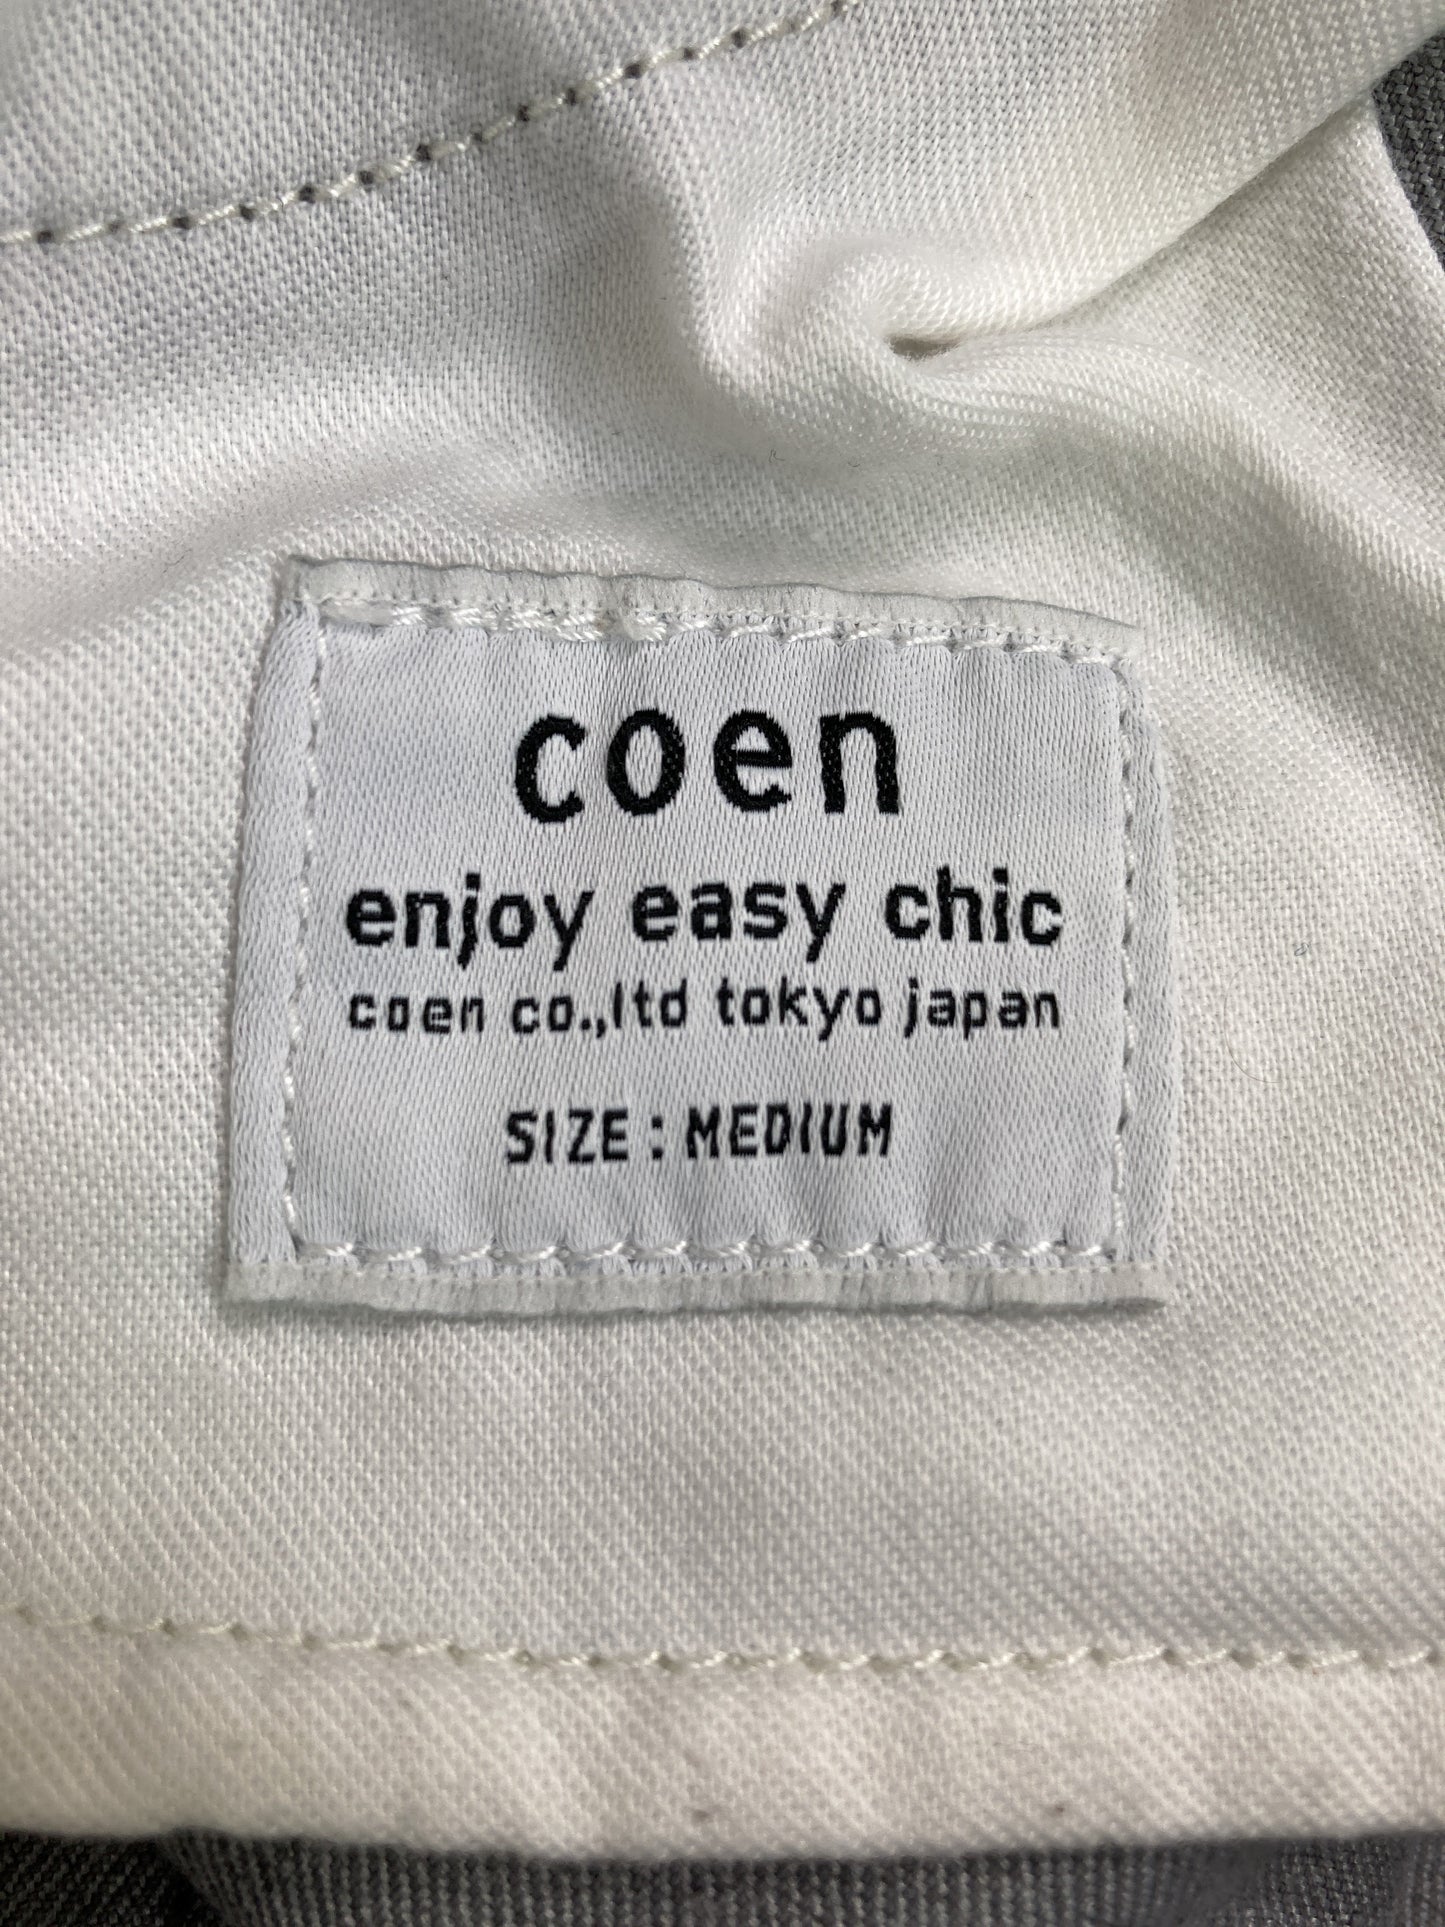 coen
enjoy easy chic
coen co.,ltd tokyo japan
SIZE : MEDIUM